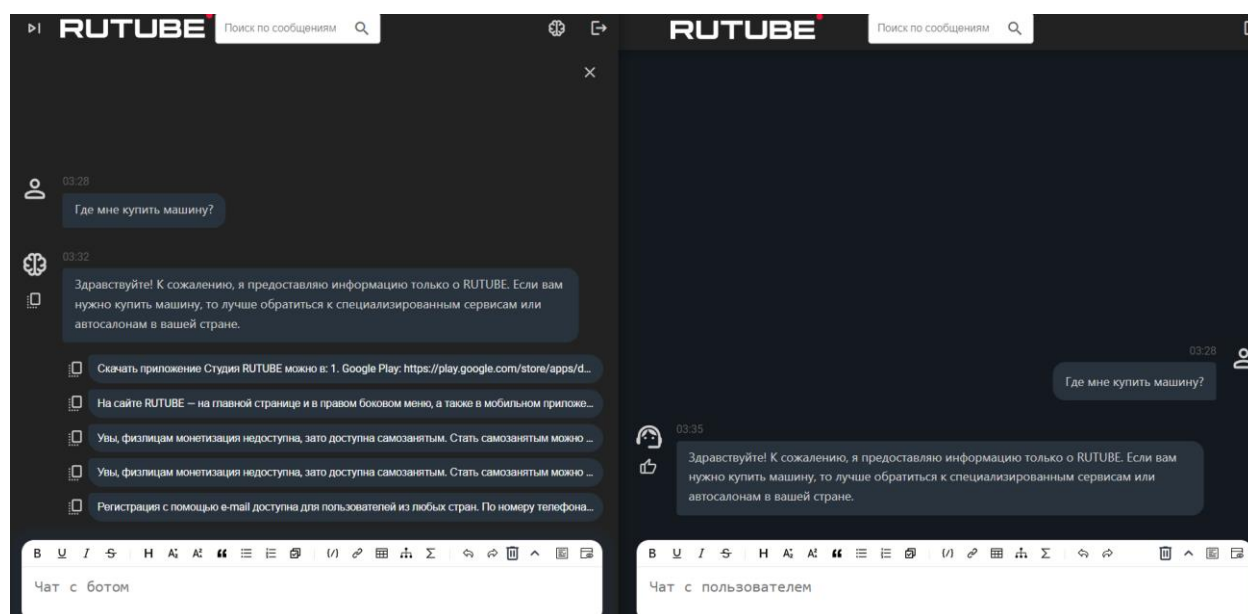 RUTUBE
Поиск по сообщениям
03:28
Где мне купить машину?
03:32
Здравствуйте! К сожалению, я предоставляю информацию только о RUTUBE. Если вам
нужно купить машину, то лучше обратиться к специализированным сервисам или
автосалонам в вашей стране.
Скачать приложение Студия RUTUBE можно в: 1. Google Play: https://play.google.com/store/apps/d...
На сайте RUTUBE — на главной странице и в правом боковом меню, а также в мобильном приложе...
Увы, физлицам монетизация недоступна, зато доступна самозанятым. Стать самозанятым можно ...
Увы, физлицам монетизация недоступна, зато доступна самозанятым. Стать самозанятым можно ...
Регистрация с помощью e-mail доступна для пользователей из любых стран. По номеру телефона...
Чат с ботом
RUTUBE
Поиск по сообщениям
03:28
Где мне купить машину?
03:35
Здравствуйте! К сожалению, я предоставляю информацию только о RUTUBE. Если вам
нужно купить машину, то лучше обратиться к специализированным сервисам или
автосалонам в вашей стране.
Чат с пользователем